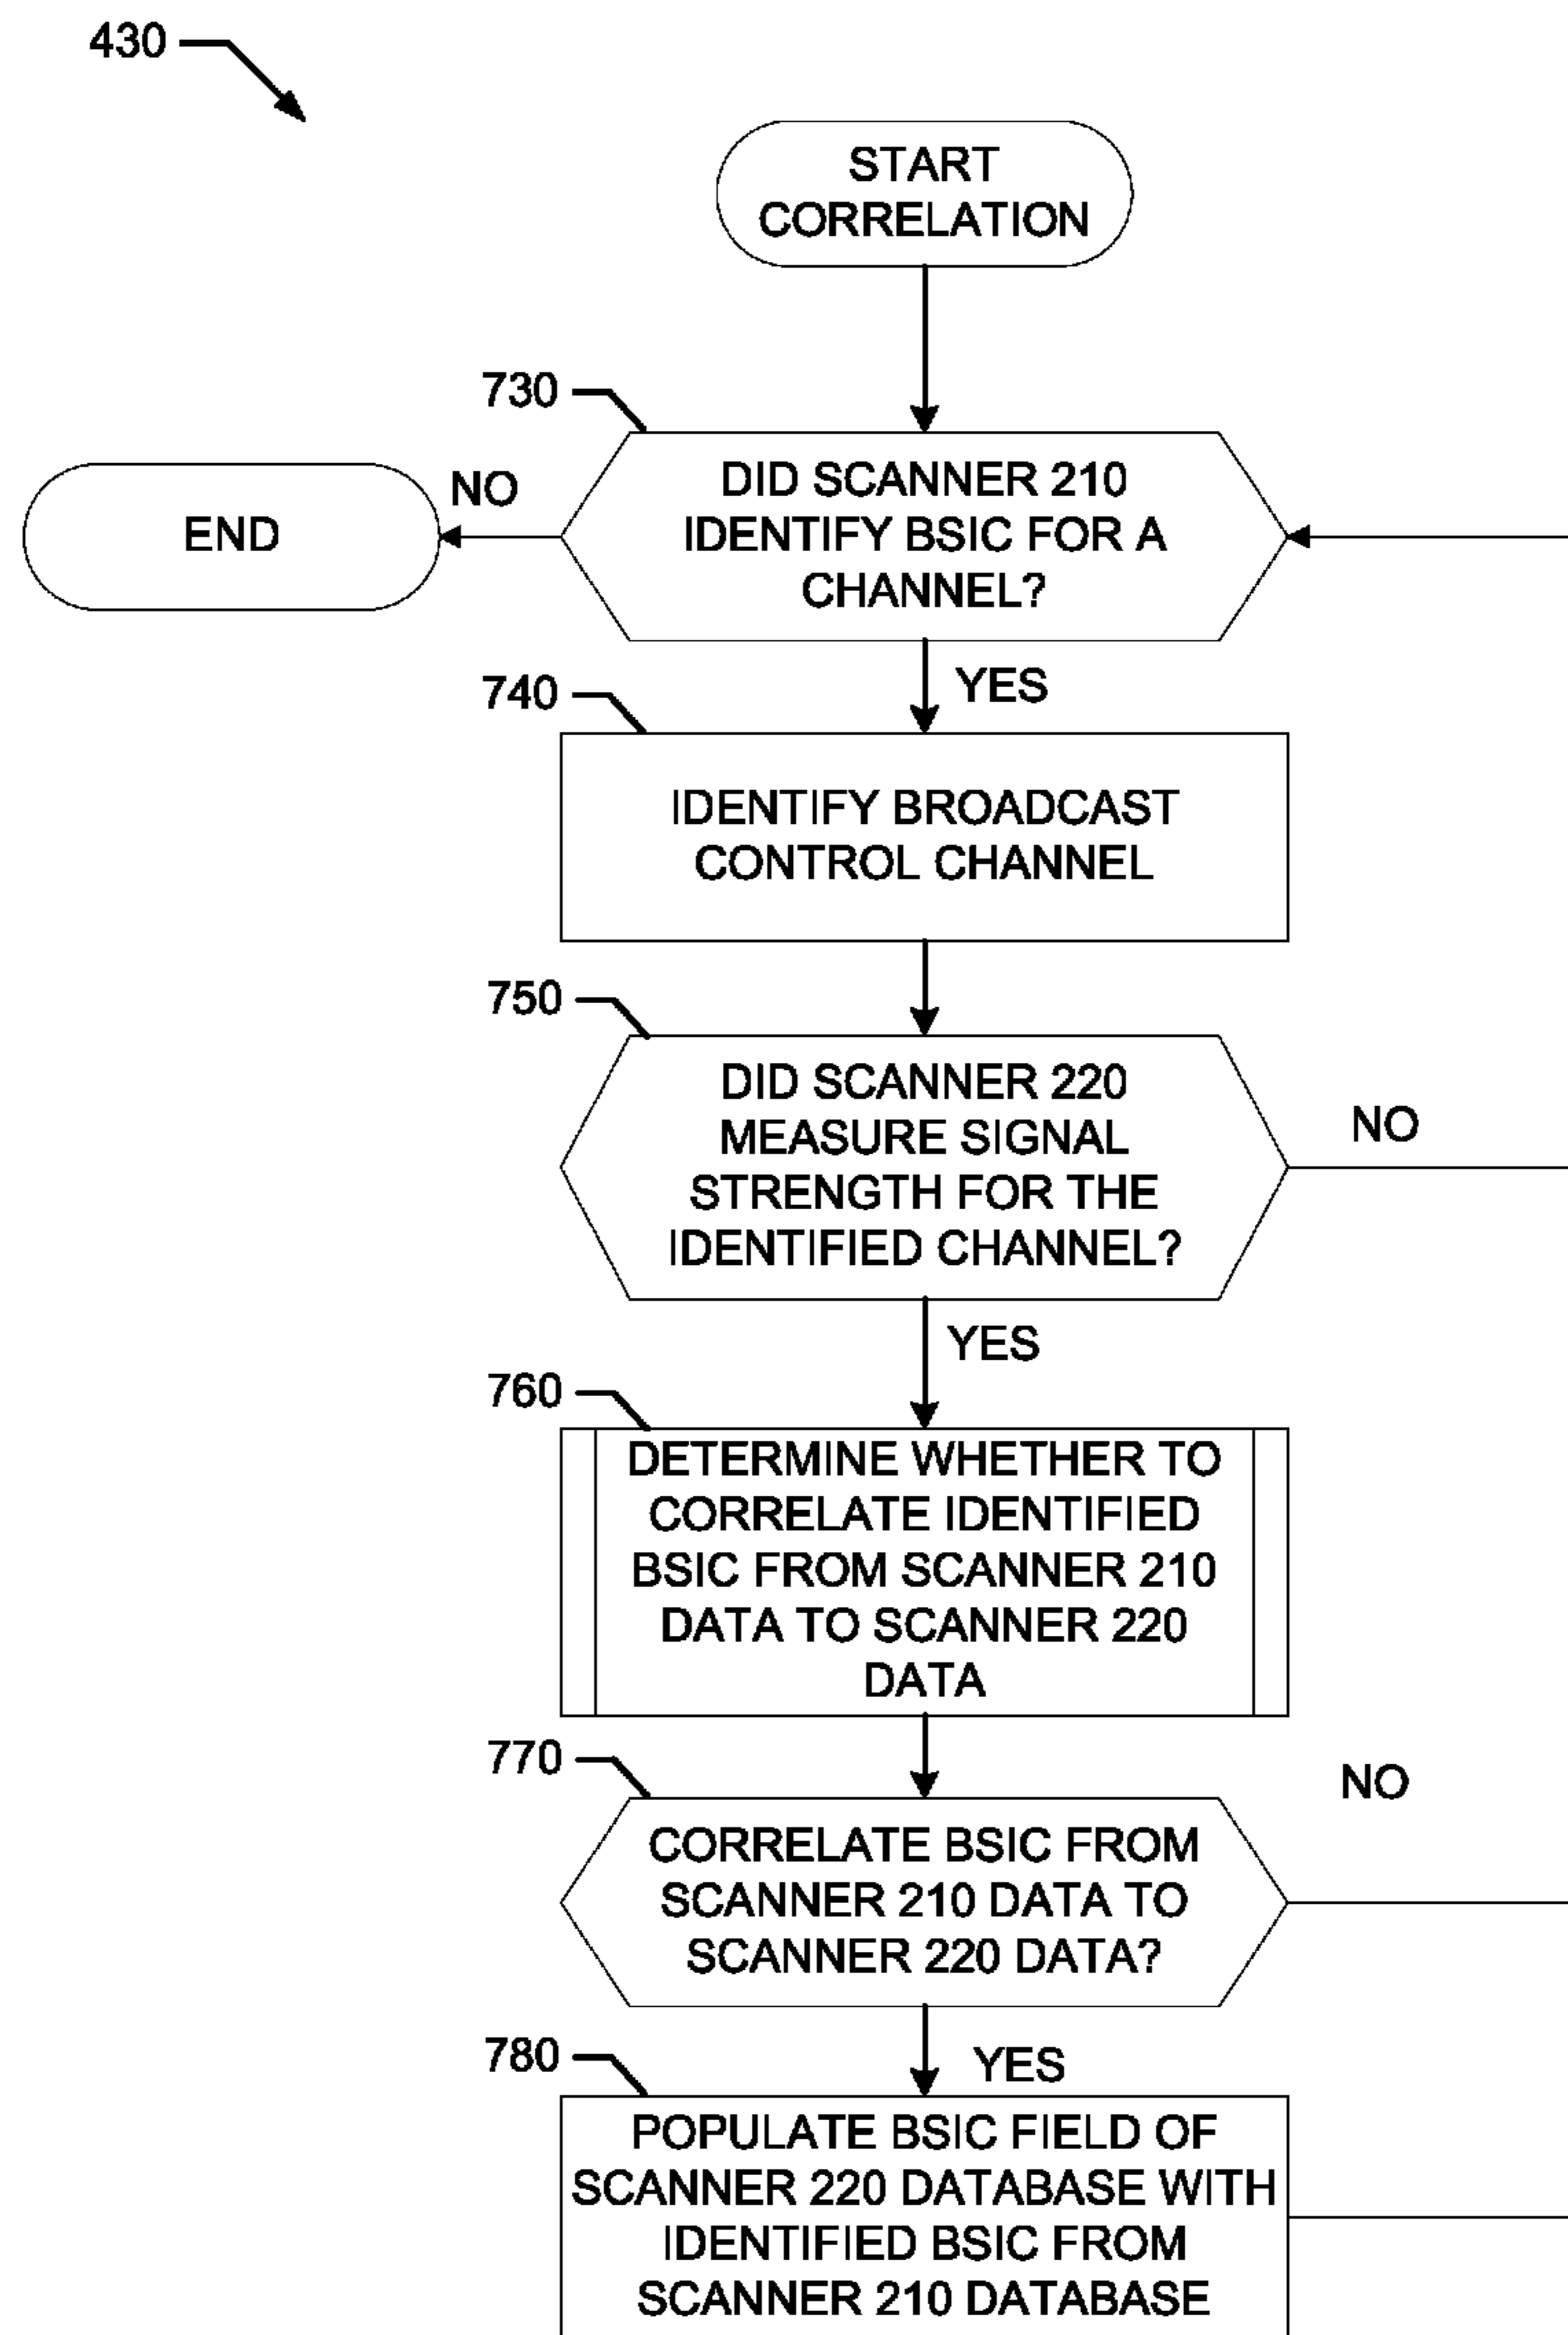 430
START
CORRELATION
730
DID SCANNER 210
IDENTIFY BSIC FOR A
CHANNEL?
NO
END
YES
740
IDENTIFY BROADCAST
CONTROL CHANNEL
750
DID SCANNER 220
MEASURE SIGNAL
STRENGTH FOR THE
IDENTIFIED CHANNEL?
NO
YES
760
DETERMINE WHETHER TO
CORRELATE IDENTIFIED
BSIC FROM SCANNER 210
DATA TO SCANNER 220
DATA
770
NO
CORRELATE BSIC FROM
SCANNER 210 DATA TO
SCANNER 220 DATA?
YES
780
POPULATE BSIC FIELD OF
SCANNER 220 DATABASE WITH
IDENTIFIED BSIC FROM
SCANNER 210 DATABASE